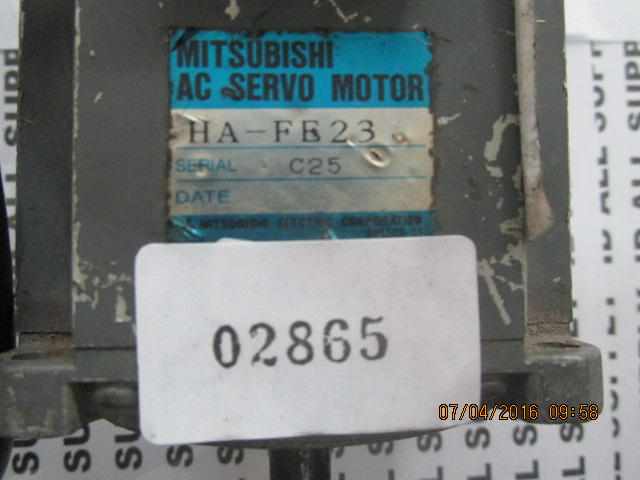 MITSUBISHI
AC SERVO MOTOR
HA-FE23
SERIAL C25
DATE
MITSUBISHI ELECTRIC CORPORATION
02865
07/04/2016 09:58